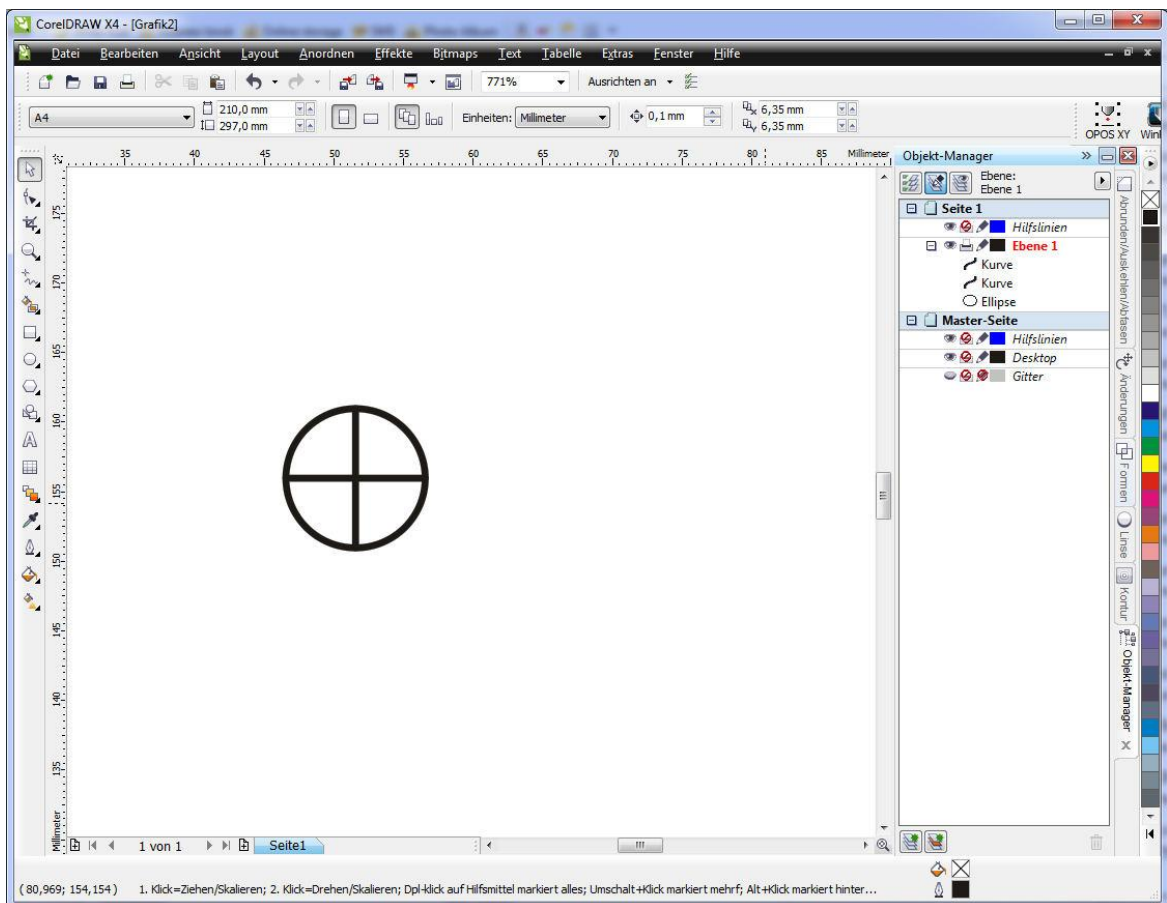 CorelDRAW X4 - [Grafik2]
Datei Bearbeiten Ansicht Layout Anordnen Effekte Bitmaps Text Tabelle Extras Fenster Hilfe
771% Ausrichten an
A4 210,0 mm 297,0 mm Einheiten: Millimeter 0,1 mm 6,35 mm 6,35 mm
OPOS XY
35 40 45 50 55 60 65 70 75 80 85 Millimeter
175
170
165
160
155
150
145
140
135
Millimeter
Objekt-Manager
Ebene:
Ebene 1
Seite 1
Hilfslinien
Ebene 1
Kurve
Kurve
Ellipse
Master-Seite
Hilfslinien
Desktop
Gitter
Abrunden/Auskehlen/Abfasen
Änderungen
Formen
Linse
Kontur
Objekt-Manager
1 von 1 Seite1
(80,969; 154,154) 1. Klick=Ziehen/Skalieren; 2. Klick=Drehen/Skalieren; Dpl-klick auf Hilfsmittel markiert alles; Umschalt+Klick markiert mehrf; Alt+Klick markiert hinter...